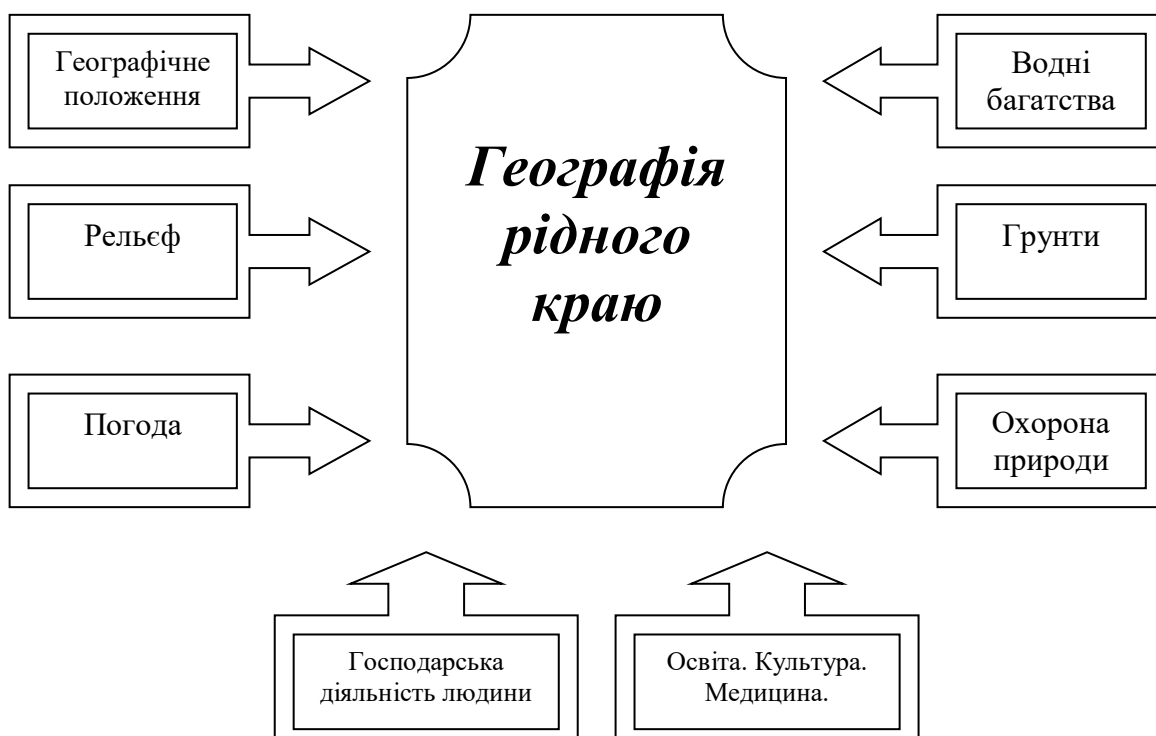 Географічне
положення
Рельєф
Погода
Географія
рідного
краю
Водні
багатства
Грунти
Охорона
природи
Господарська
діяльність людини
Освіта. Культура.
Медицина.